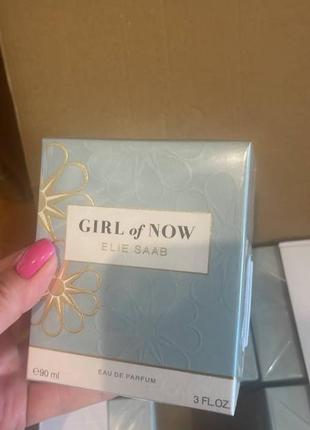 GIRL of NOW
ELIE SAAB
℮90 ml
EAU DE PARFUM
3 FL.OZ.